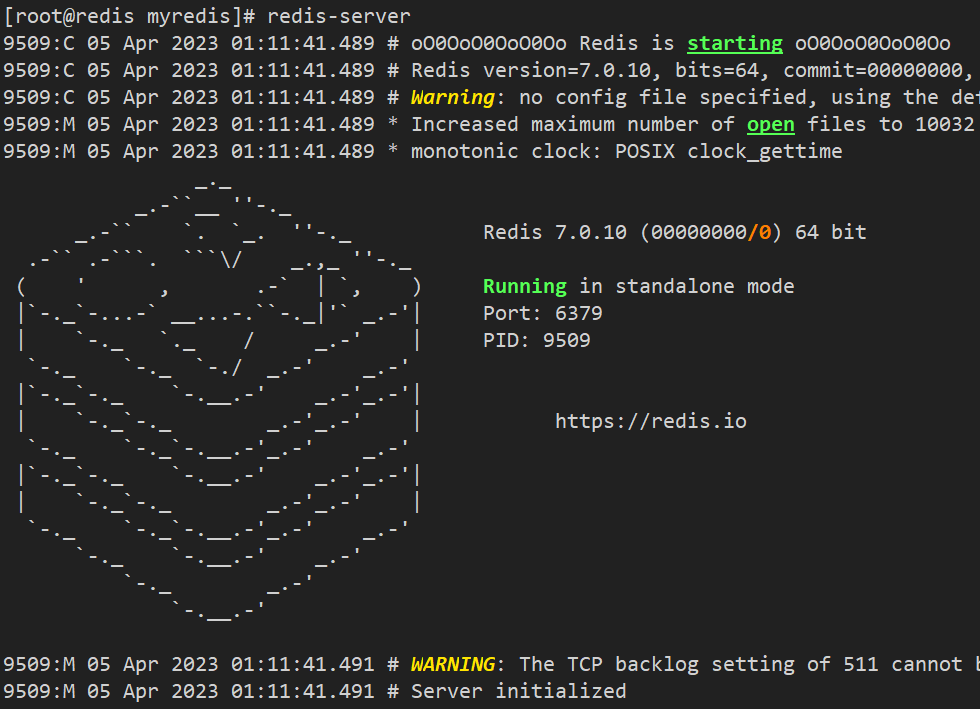 [root@redis myredis]# redis-server
9509:C 05 Apr 2023 01:11:41.489 # oO0OoO0OoO0Oo Redis is starting oO0OoO0OoO0Oo
9509:C 05 Apr 2023 01:11:41.489 # Redis version=7.0.10, bits=64, commit=00000000,
9509:C 05 Apr 2023 01:11:41.489 # Warning: no config file specified, using the
9509:M 05 Apr 2023 01:11:41.489 * Increased maximum number of open files to 10032
9509:M 05 Apr 2023 01:11:41.489 * monotonic clock: POSIX clock_gettime
Redis 7.0.10 (00000000/0) 64 bit
Running in standalone mode
Port: 6379
PID: 9509
https://redis.io
9509:M 05 Apr 2023 01:11:41.491 # WARNING: The TCP backlog setting of 511 cannot
9509:M 05 Apr 2023 01:11:41.491 # Server initialized